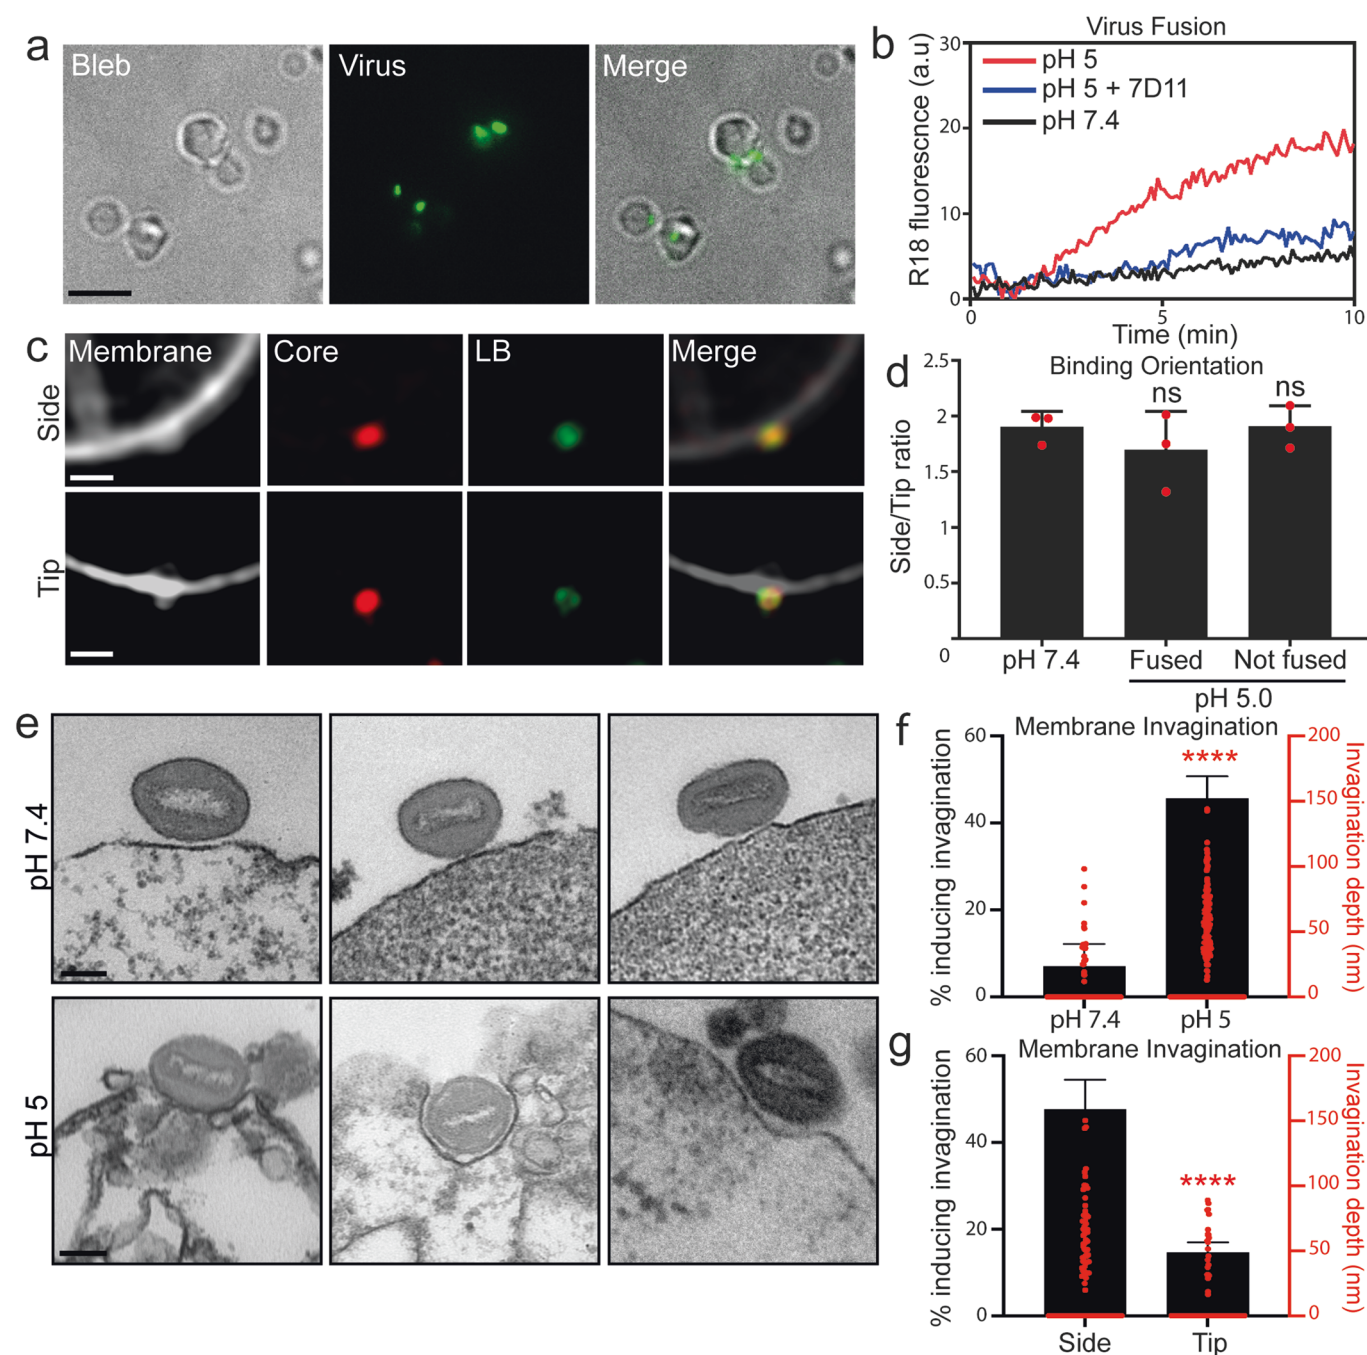 a
Bleb
Virus
Merge
b
Virus Fusion
R18 fluorescnce (a.u)
30
20
10
0
pH 5
pH 5 + 7D11
pH 7.4
0
5
10
Time (min)
c
Membrane
Core
LB
Merge
Side
Tip
d
Binding Orientation
Side/Tip ratio
2.5
2
1.5
1
0.5
0
ns
ns
pH 7.4
Fused
Not fused
pH 5.0
e
pH 7.4
pH 5
f
Membrane Invagination
% inducing invagination
60
40
20
0
****
200
150
100
50
0
Invagination depth (nm)
pH 7.4
pH 5
g
Membrane Invagination
% inducing invagination
60
40
20
0
****
200
150
100
50
0
Invagination depth (nm)
Side
Tip